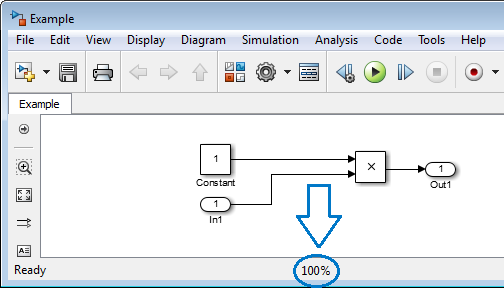 Example
File Edit View Display Diagram Simulation Analysis Code Tools Help
Example
1
Constant
×
1
Out1
1
In1
A
Ready 100%